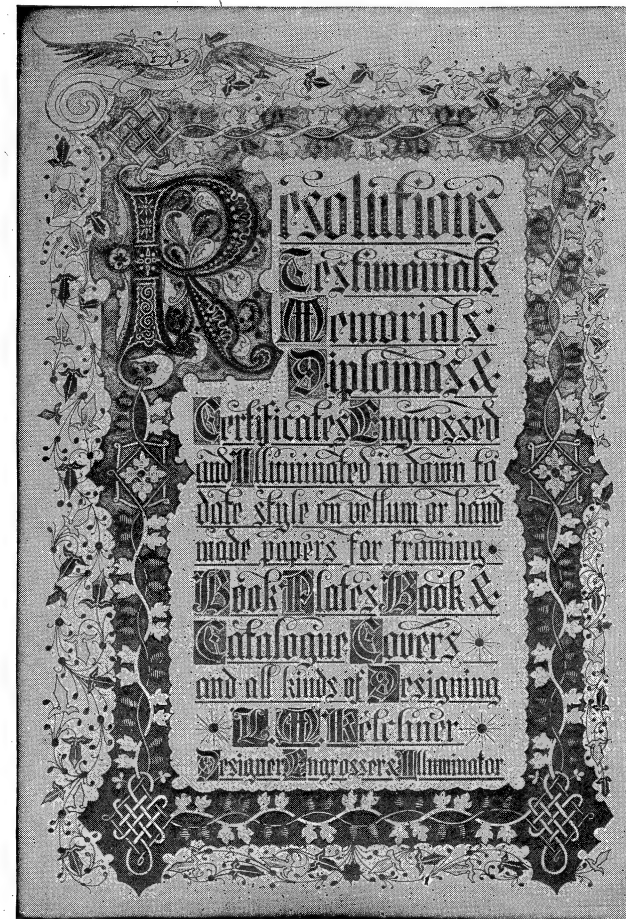 Resolutions
Testimonials
Memorials.
Diplomas &
Certificates Engrossed
and Illuminated in down to
date style on vellum or hand
made papers for framing.
Book Plates, Book &
Catalogue Covers
and all kinds of Designing
L. M. Kelchner
Designer Engrosser & Illuminator